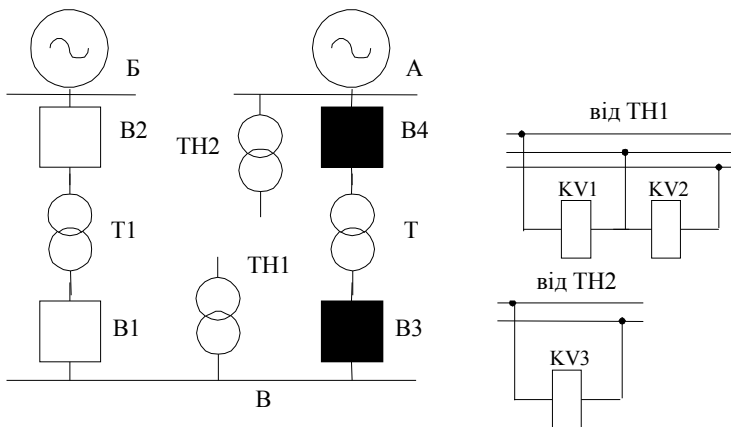 Б
А
В2
ТН2
В4
від ТН1
KV1
KV2
Т1
Т
ТН1
від ТН2
В1
В3
KV3
В